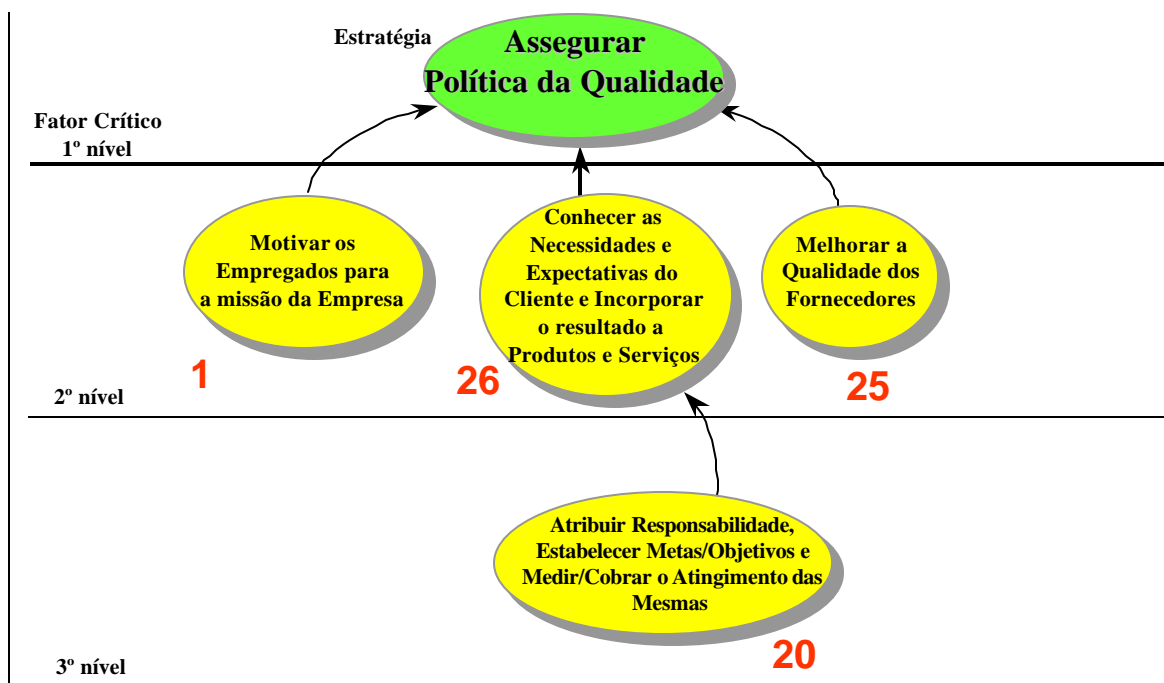 Estratégia
Assegurar
Política da Qualidade
Fator Crítico
1º nível
Motivar os
Empregados para
a missão da Empresa
1
Conhecer as
Necessidades e
Expectativas do
Cliente e Incorporar
o resultado a
Produtos e Serviços
26
Melhorar a
Qualidade dos
Fornecedores
25
2º nível
Atribuir Responsabilidade,
Estabelecer Metas/Objetivos e
Medir/Cobrar o Atingimento das
Mesmas
20
3º nível